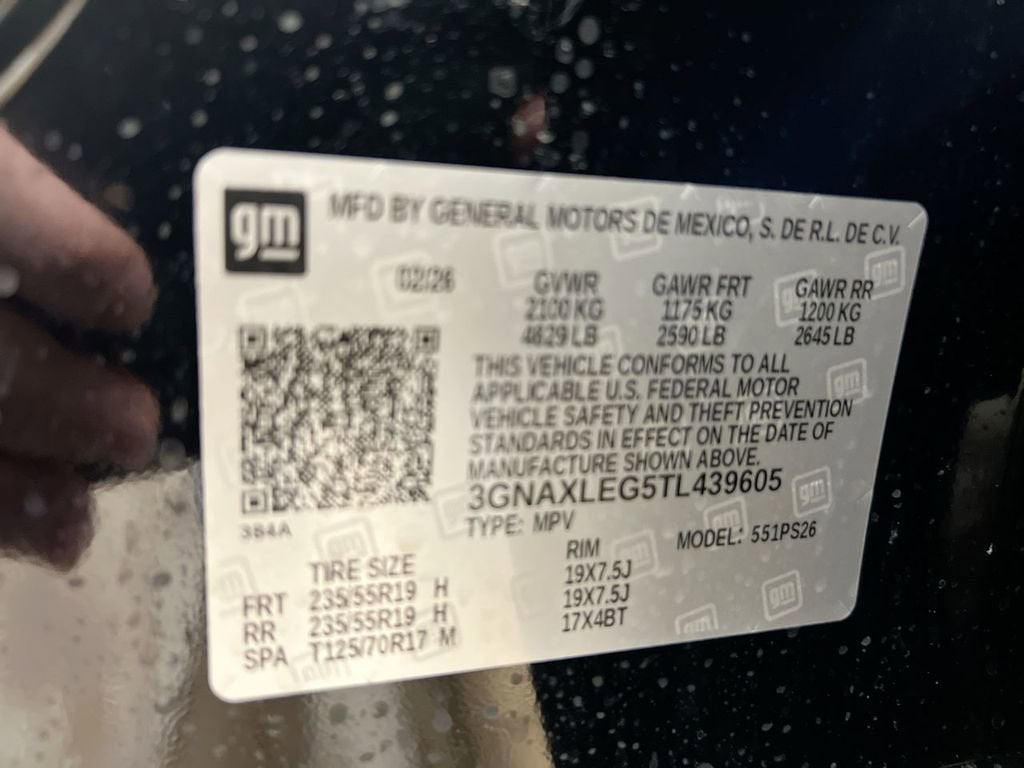 gm
MFD BY GENERAL MOTORS DE MEXICO, S. DE R.L. DE C.V.
02/26 GVWR GAWR FRT GAWR RR
2100 KG 1175 KG 1200 KG
4629 LB 2590 LB 2645 LB
THIS VEHICLE CONFORMS TO ALL
APPLICABLE U.S. FEDERAL MOTOR
VEHICLE SAFETY AND THEFT PREVENTION
STANDARDS IN EFFECT ON THE DATE OF
MANUFACTURE SHOWN ABOVE.
3GNAXLEG5TL439605
3B4A TYPE: MPV MODEL: 551PS26
TIRE SIZE RIM
FRT 235/55R19 H 19X7.5J
RR 235/55R19 H 19X7.5J
SPA T125/70R17 M 17X4BT